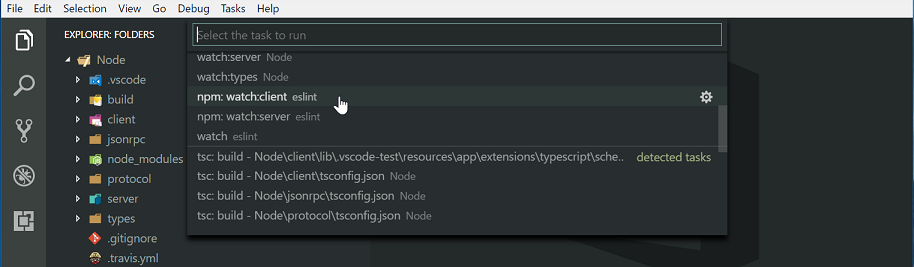 File Edit Selection View Go Debug Tasks Help
EXPLORER: FOLDERS
Node
.vscode
build
client
jsonrpc
node_modules
protocol
server
types
.gitignore
.travis.yml
Select the task to run
watch:server Node
watch:types Node
npm: watch:client eslint
npm: watch:server eslint
watch eslint
tsc: build - Node\client\lib\.vscode-test\resources\app\extensions\typescript\sche.. detected tasks
tsc: build - Node\client\tsconfig.json Node
tsc: build - Node\jsonrpc\tsconfig.json Node
tsc: build - Node\protocol\tsconfig.json Node